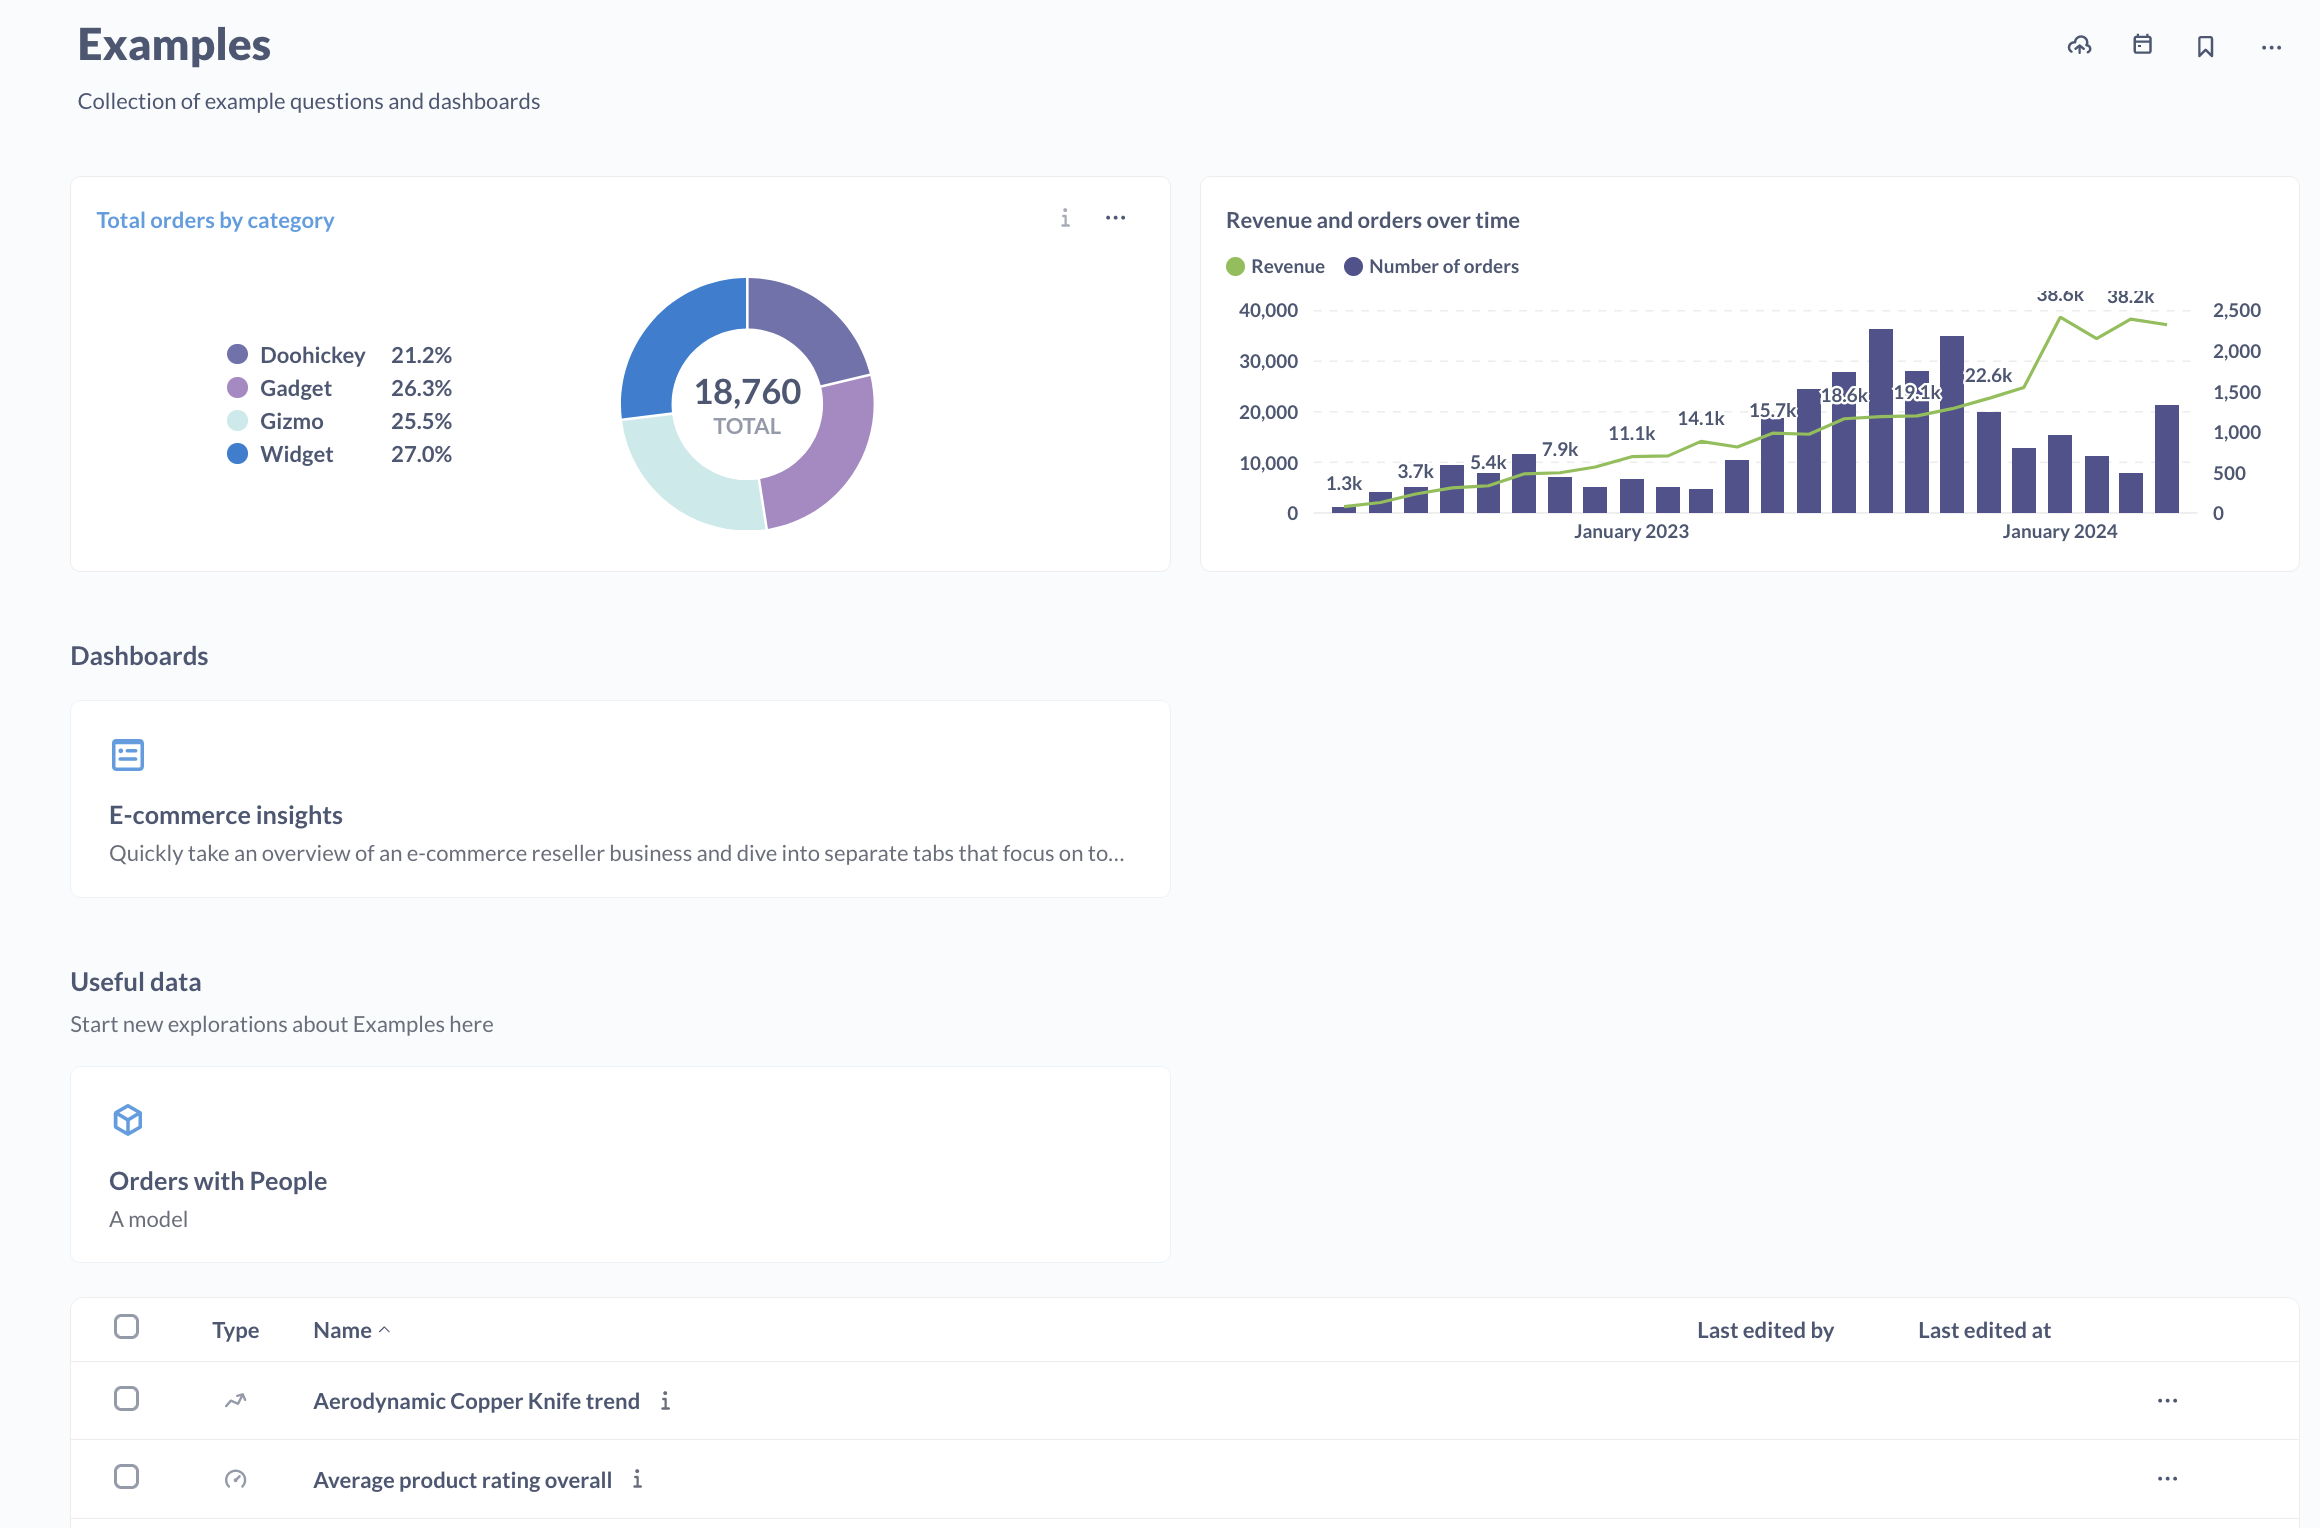 Examples
Collection of example questions and dashboards
Total orders by category
Doohickey 21.2%
Gadget 26.3%
Gizmo 25.5%
Widget 27.0%
18,760
TOTAL
Revenue and orders over time
Revenue Number of orders
40,000
30,000
20,000
10,000
0
1.3k
3.7k
5.4k
7.9k
11.1k
14.1k
15.7k
18.6k
19.1k
22.6k
38.6k
38.2k
2,500
2,000
1,500
1,000
500
0
January 2023
January 2024
Dashboards
E-commerce insights
Quickly take an overview of an e-commerce reseller business and dive into separate tabs that focus on to...
Useful data
Start new explorations about Examples here
Orders with People
A model
Type Name Last edited by Last edited at
Aerodynamic Copper Knife trend
Average product rating overall